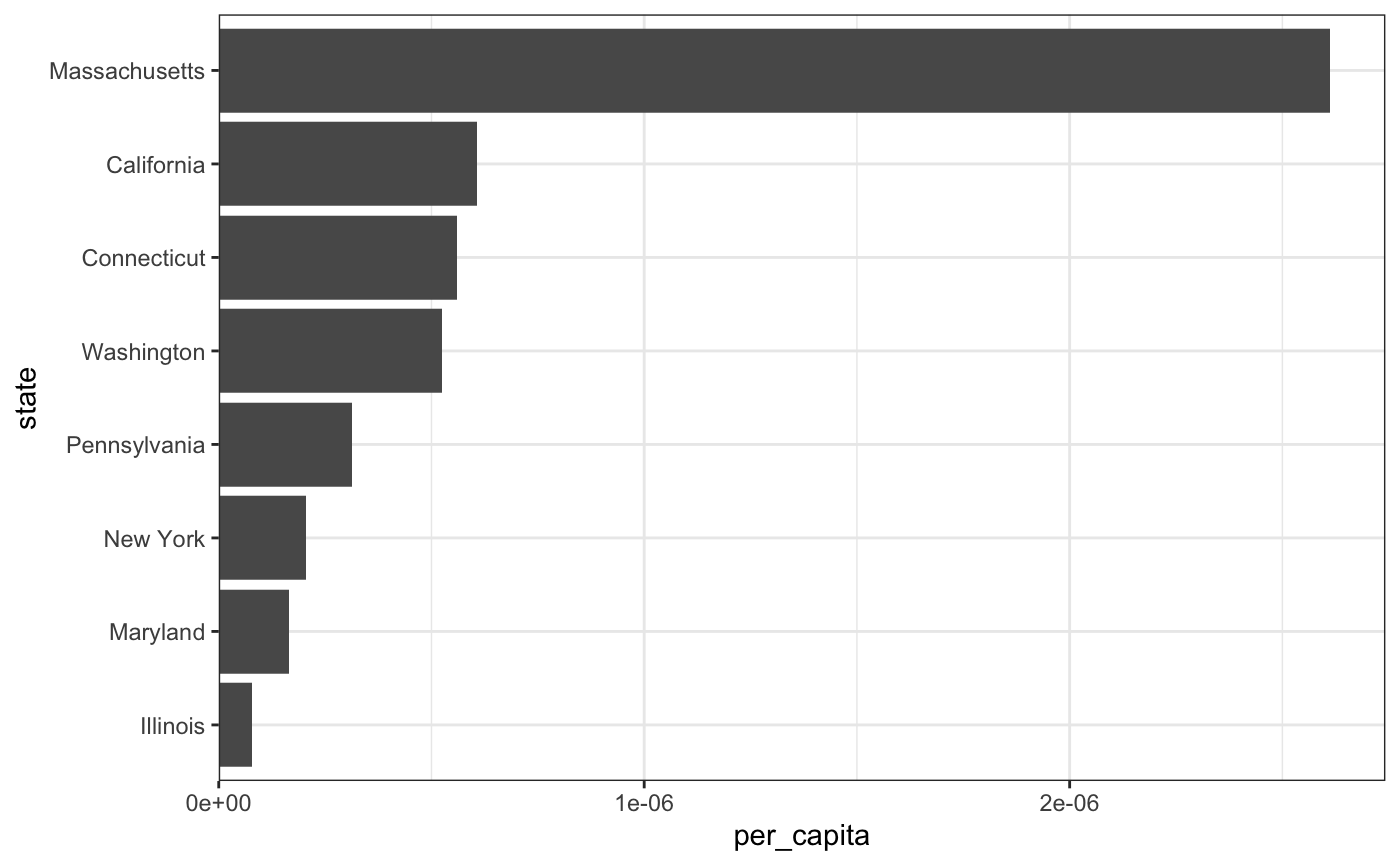 Massachusetts
California
Connecticut
Washington
state
Pennsylvania
New York
Maryland
Illinois
0e+00 1e-06 2e-06
per_capita